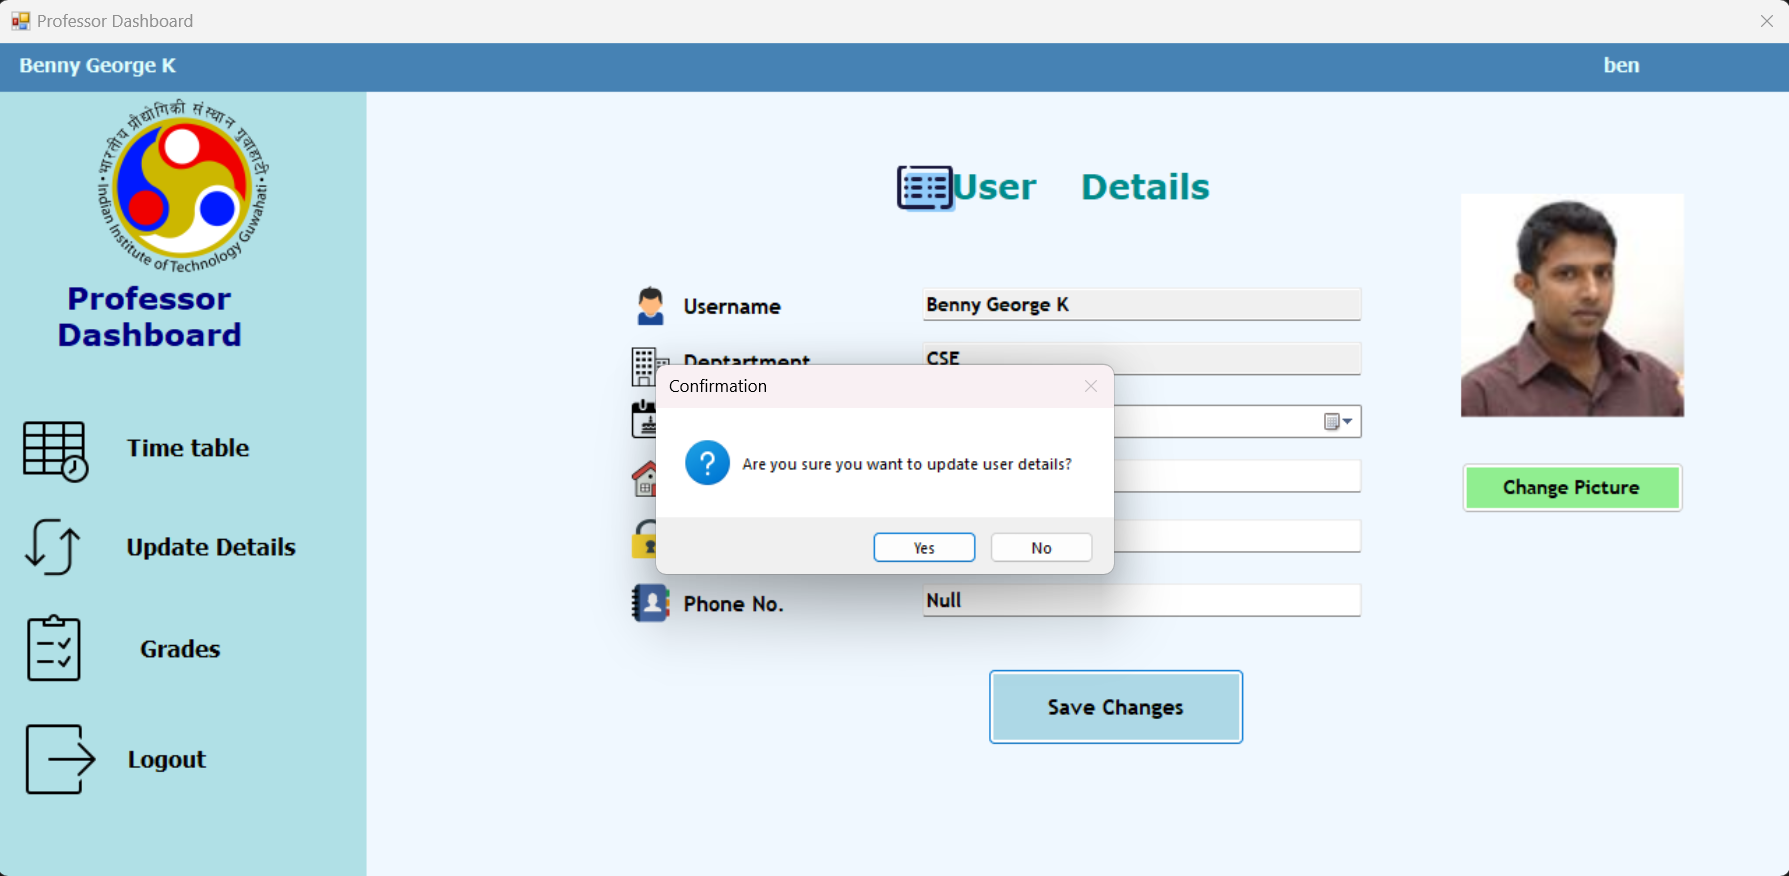 Professor Dashboard
Benny George K
ben
भारतीय प्रौद्योगिकी संस्थान गुवाहाटी
Indian Institute of Technology Guwahati
Professor
Dashboard
Time table
Update Details
Grades
Logout
User Details
Username
Benny George K
Deptartment
CSE
Confirmation
?
Are you sure you want to update user details?
Yes
No
Phone No.
Null
Save Changes
Change Picture